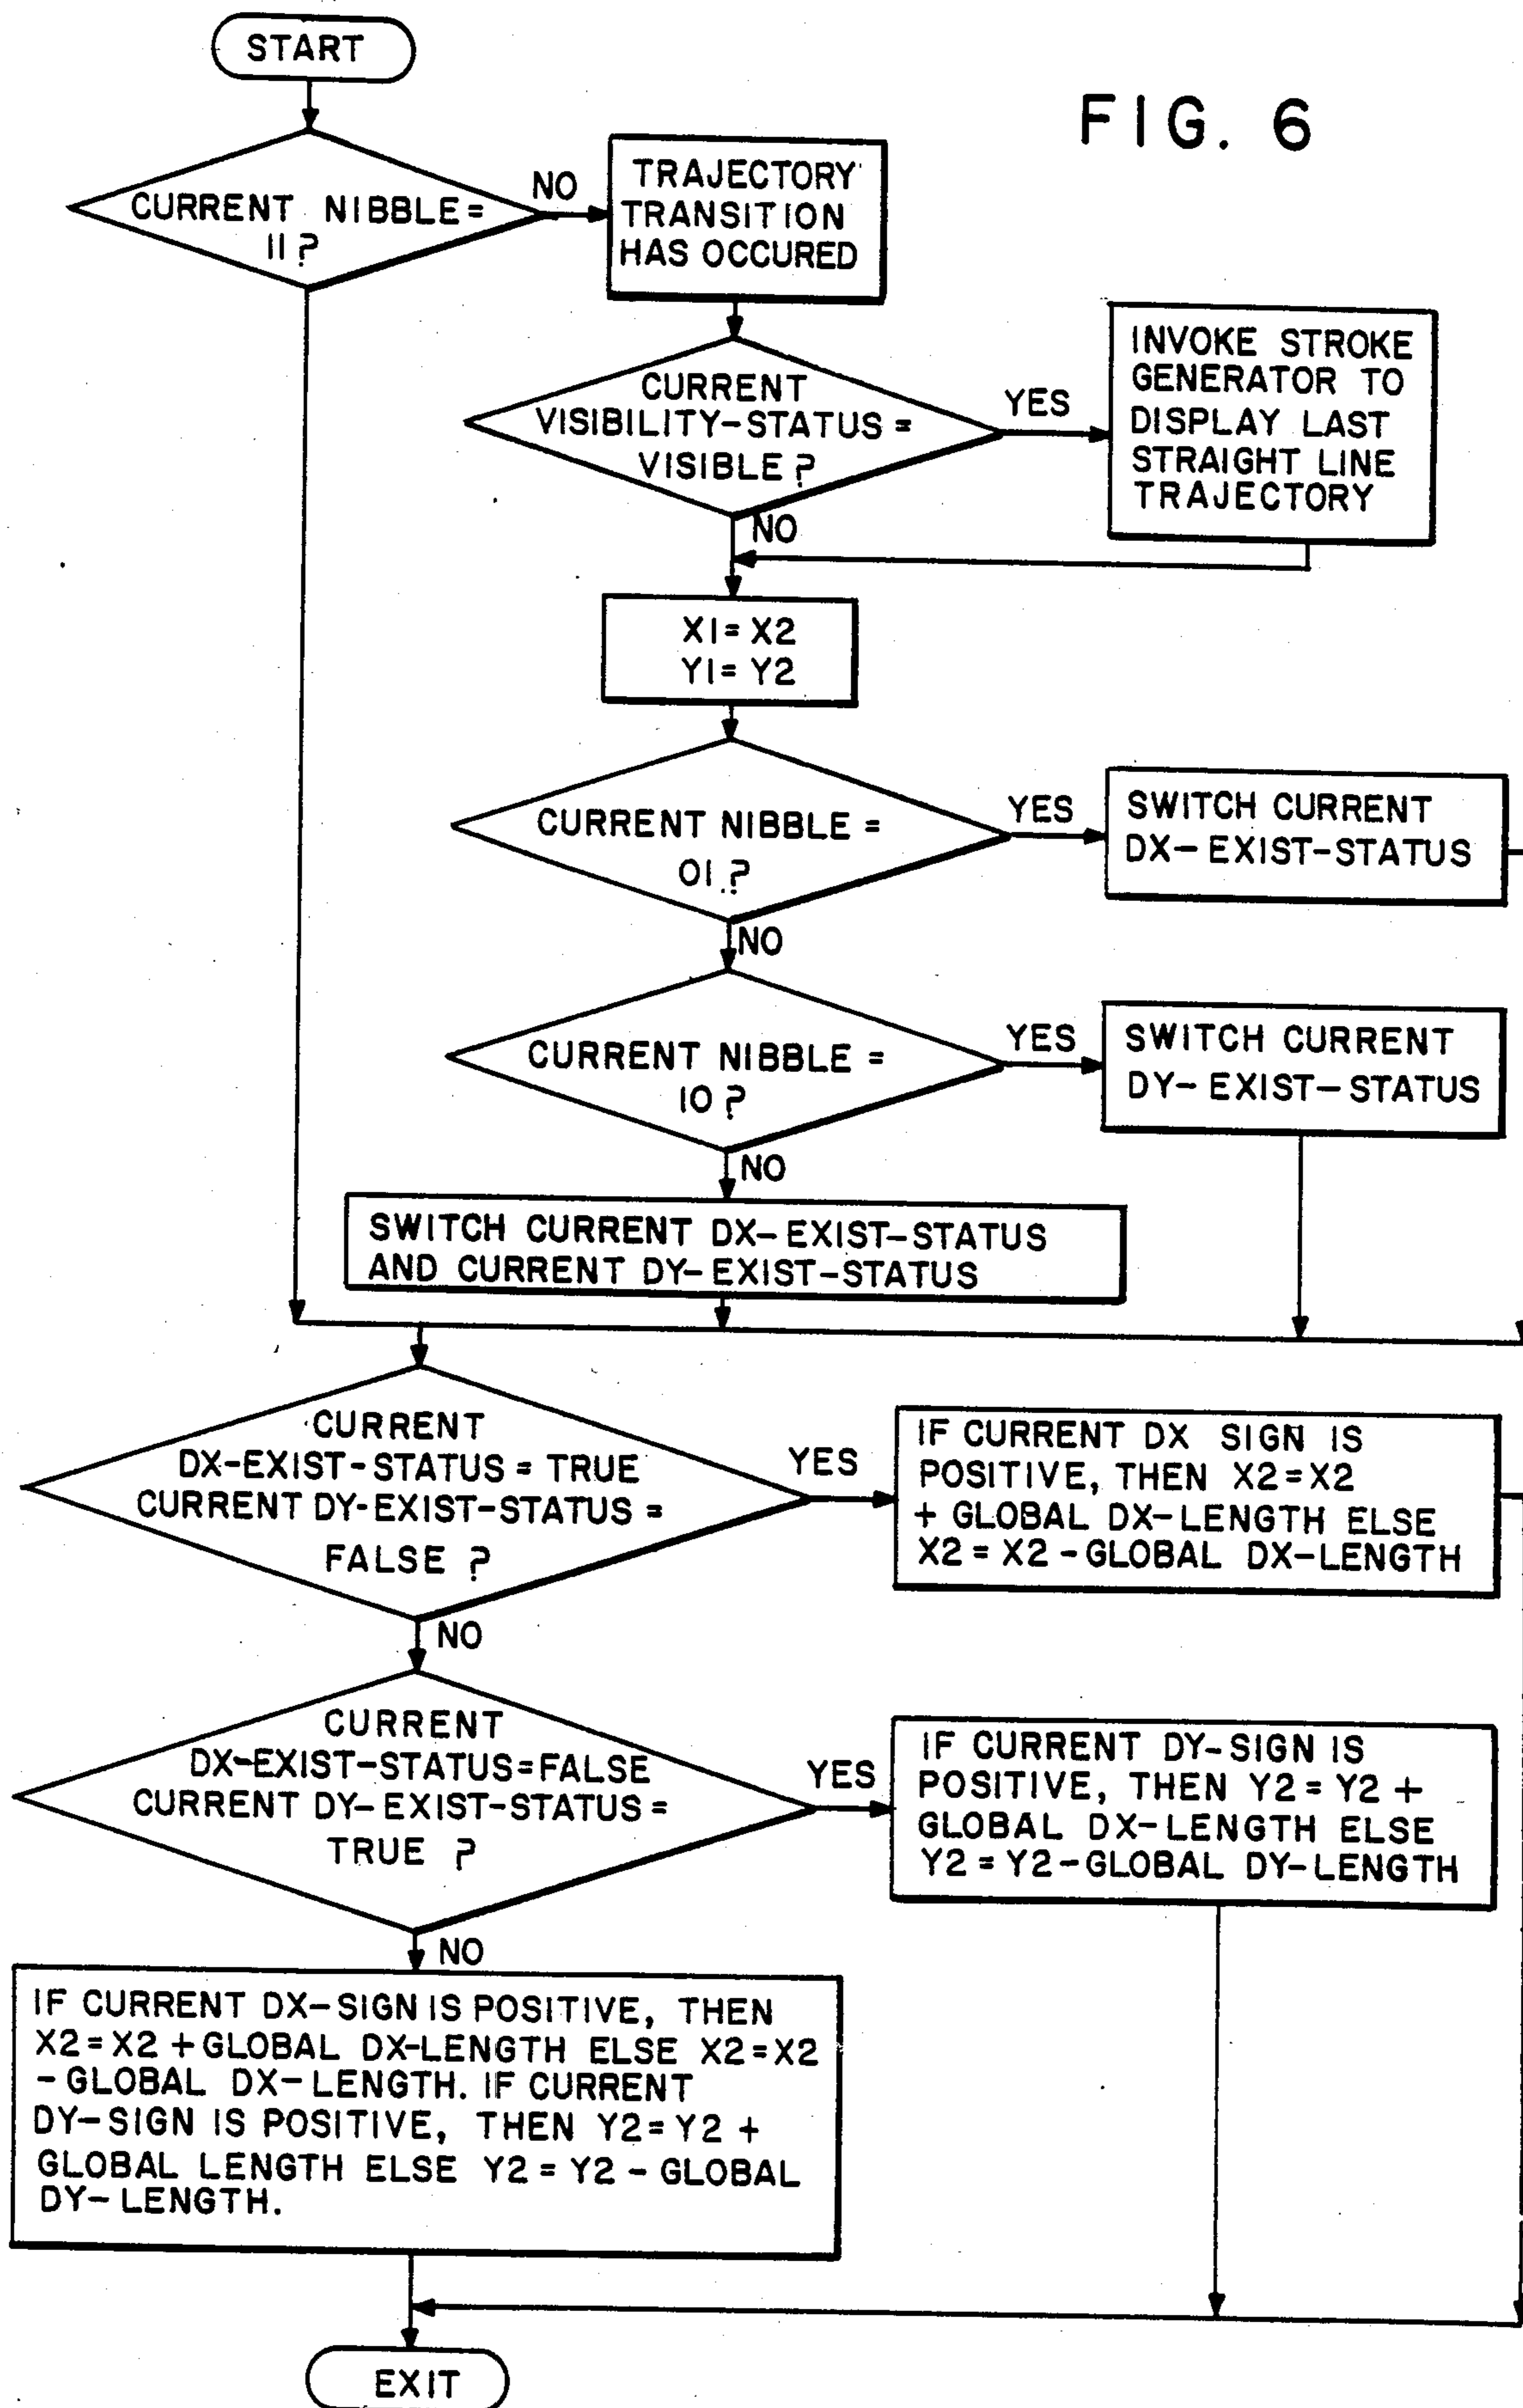 START
FIG. 6
CURRENT NIBBLE =
11 ?
NO
TRAJECTORY
TRANSITION
HAS OCCURED
CURRENT
VISIBILITY-STATUS =
VISIBLE ?
YES
INVOKE STROKE
GENERATOR TO
DISPLAY LAST
STRAIGHT LINE
TRAJECTORY
NO
X1= X2
Y1= Y2
CURRENT NIBBLE =
01 ?
YES
SWITCH CURRENT
DX-EXIST-STATUS
NO
CURRENT NIBBLE =
10 ?
YES
SWITCH CURRENT
DY-EXIST-STATUS
NO
SWITCH CURRENT DX-EXIST-STATUS
AND CURRENT DY-EXIST-STATUS
CURRENT
DX-EXIST-STATUS = TRUE
CURRENT DY-EXIST-STATUS =
FALSE ?
YES
IF CURRENT DX SIGN IS
POSITIVE, THEN X2=X2
+ GLOBAL DX-LENGTH ELSE
X2 = X2 -GLOBAL DX-LENGTH
NO
CURRENT
DX-EXIST-STATUS=FALSE
CURRENT DY-EXIST-STATUS =
TRUE ?
YES
IF CURRENT DY-SIGN IS
POSITIVE, THEN Y2=Y2 +
GLOBAL DX-LENGTH ELSE
Y2 = Y2-GLOBAL DY-LENGTH
NO
IF CURRENT DX-SIGN IS POSITIVE, THEN
X2=X2 +GLOBAL DX-LENGTH ELSE X2=X2
-GLOBAL DX-LENGTH. IF CURRENT
DY-SIGN IS POSITIVE, THEN Y2=Y2 +
GLOBAL LENGTH ELSE Y2=Y2 - GLOBAL
DY-LENGTH.
EXIT